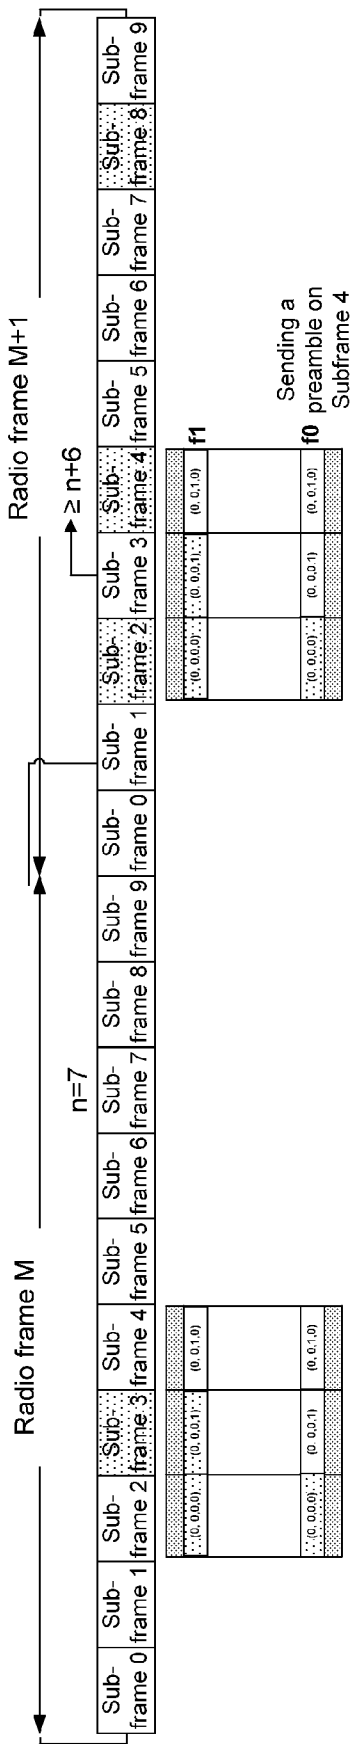 Radio frame M
Radio frame M+1
n=7
≥ n+6
Sub-
frame 0
Sub-
frame 1
Sub-
frame 2
Sub-
frame 3
Sub-
frame 4
Sub-
frame 5
Sub-
frame 6
Sub-
frame 7
Sub-
frame 8
Sub-
frame 9
Sub-
frame 0
Sub-
frame 1
Sub-
frame 2
Sub-
frame 3
Sub-
frame 4
Sub-
frame 5
Sub-
frame 6
Sub-
frame 7
Sub-
frame 8
Sub-
frame 9
(0, 0,0,0)
(0, 0,0,1)
(0, 0,1,0)
(0, 0,0,0)
(0, 0,0,1)
(0, 0,1,0)
f1
(0, 0,0,0)
(0, 0,0,1)
(0, 0,1,0)
(0, 0,0,0)
(0, 0,0,1)
(0, 0,1,0)
f0
Sending a
preamble on
Subframe 4